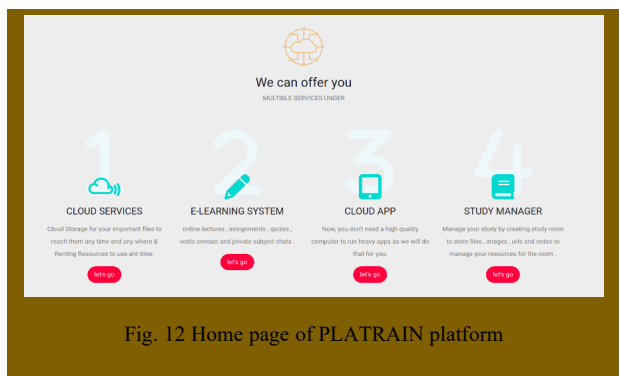 We can offer you
MULTIBLE SERVICES UNDER
1
CLOUD SERVICES
Cloud Storage for your important files to
reach them any time and any where &
Renting Resources to use ant time.
let's go
2
E-LEARNING SYSTEM
online lectures , assignments , quizes ,
vedio contact and private subject chats .
let's go
3
CLOUD APP
Now, you don't need a high quality
computer to run heavy apps as we will do
that for you.
let's go
4
STUDY MANAGER
Manage your study by creating study room
to store files , images , urls and notes to
manage your resources for the room .
let's go
Fig. 12 Home page of PLATRAIN platform